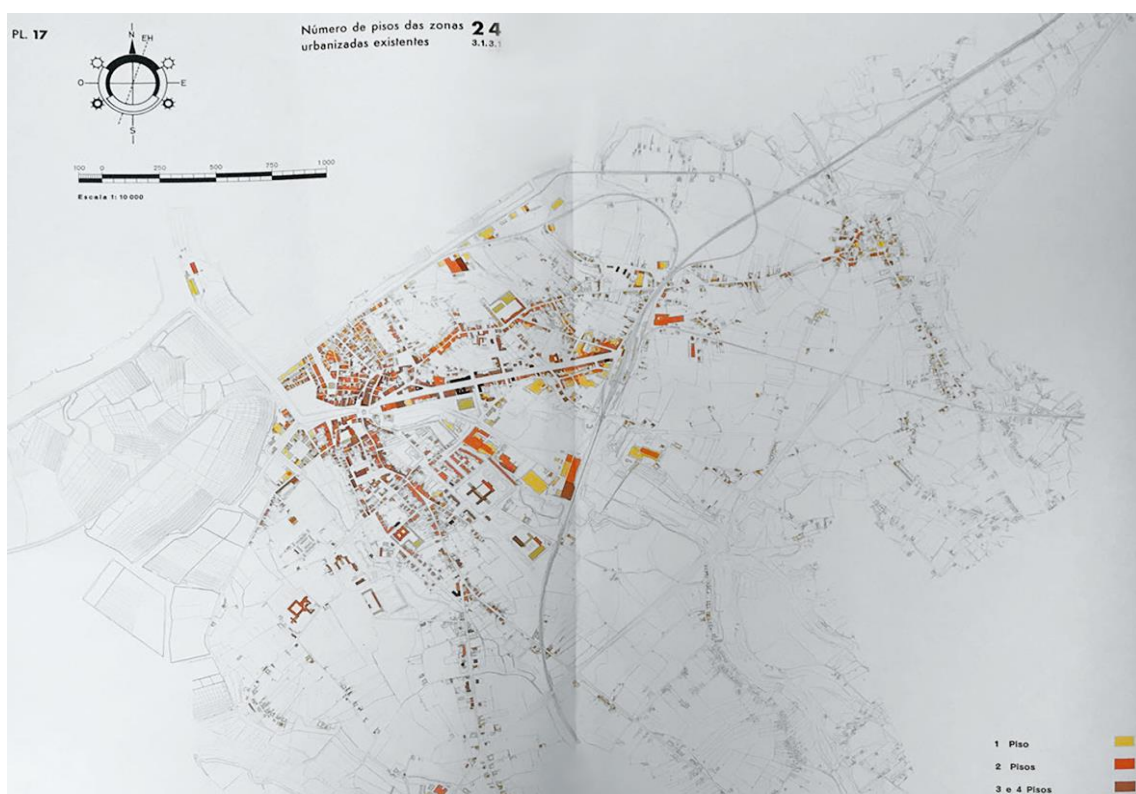 PL. 17
Número de pisos das zonas
urbanizadas existentes
24
3.1.3.1
N
EH
O
E
S
100 0 250 500 750 1 000
Escala 1: 10 000
1 Piso
2 Pisos
3 e 4 Pisos